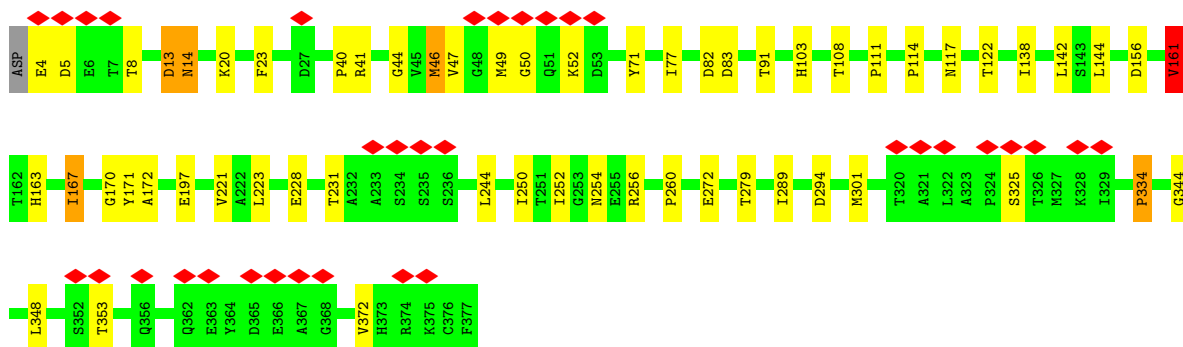 ASP E4 D5 E6 T7 T8 D13 N14 K20 F23 D27 P40 R41 G44 V45 M46 V47 G48 M49 G50 Q51 K52 D53 Y71 I77 D82 D83 T91 H103 T108 P111 P114 N117 T122 I138 L142 S143 L144 D156 V161
T162 H163 I167 G170 Y171 A172 E197 V221 A222 L223 E228 T231 A232 A233 S234 S235 S236 L244 I250 T251 I252 G253 N254 E255 R256 P260 E272 T279 I289 D294 M301 T320 A321 L322 A323 P324 S325 T326 M327 K328 I329 P334 G344
L348 S352 T353 Q356 Q362 E363 Y364 D365 E366 A367 G368 V372 H373 R374 K375 C376 F377